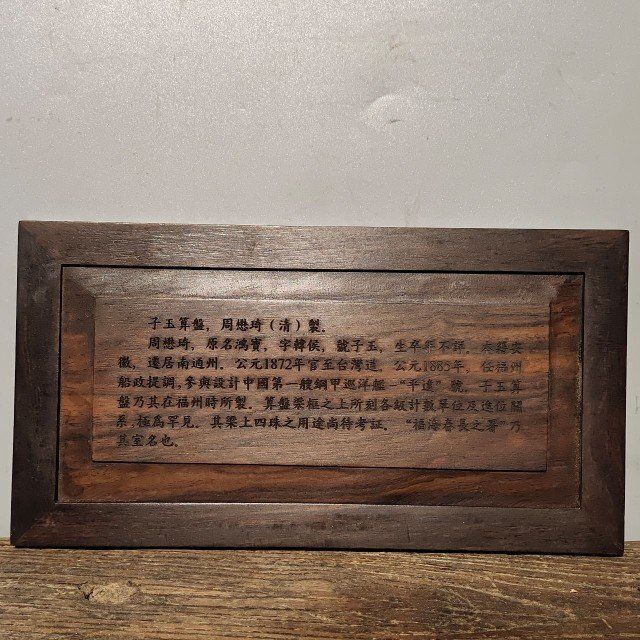 子玉算盤，周懋琦（清）製．
周懋琦，原名鴻寶，字韓侯，號子玉，生卒年不詳．本籍安
徽，遷居南通州．公元1872年官至台灣道．公元1885年，任福州
船政提調，參與設計中國第一艘鋼甲巡洋艦－“平遠”號．子玉算
盤乃其在福州時所製．算盤梁框之上所刻各級計數單位及進位關
系，極為罕見．其梁上四珠之用途尚待考証．“福海春長之署”乃
其室名也．